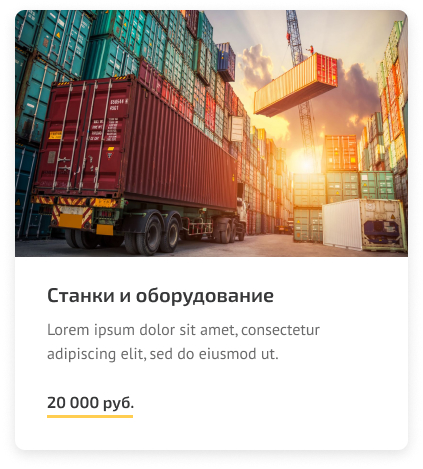 Станки и оборудование
Lorem ipsum dolor sit amet, consectetur
adipiscing elit, sed do eiusmod ut.
20 000 руб.